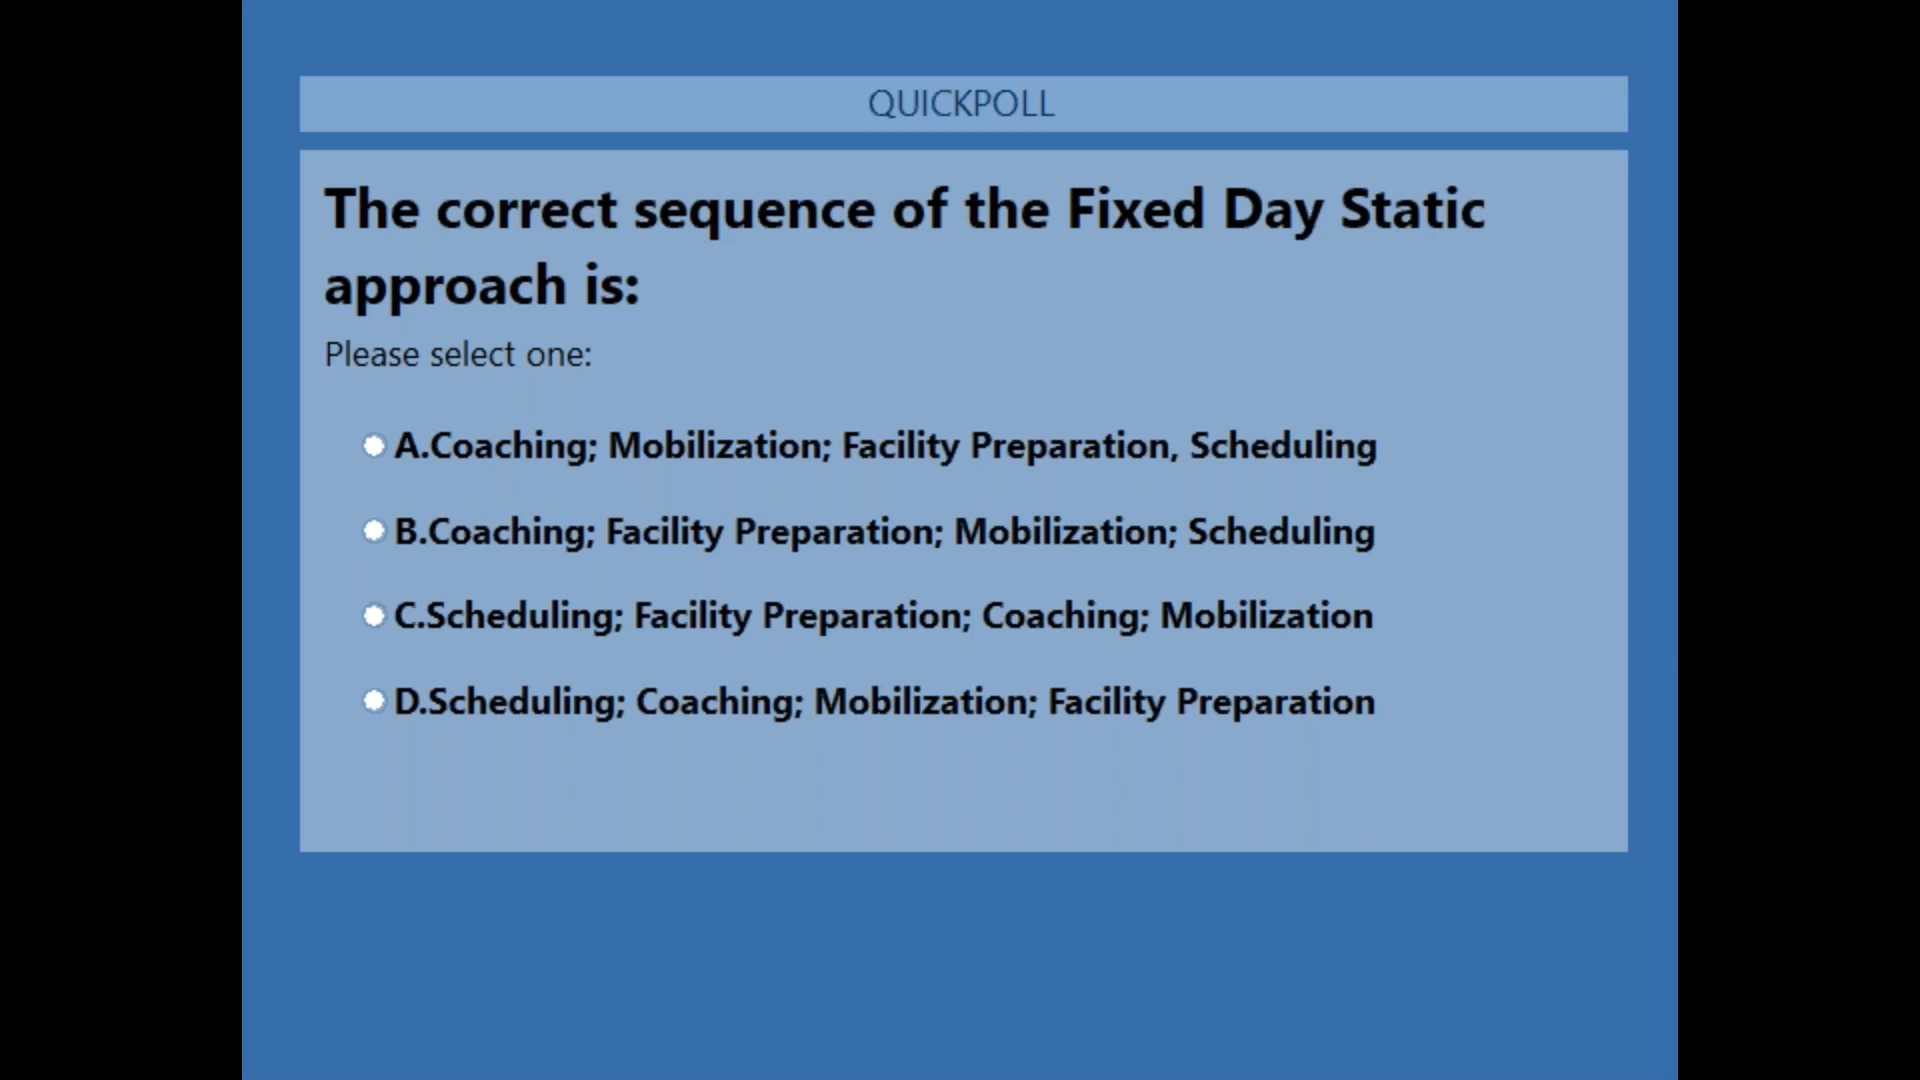 QUICKPOLL
The correct sequence of the Fixed Day Static
approach is:
Please select one:
A.Coaching; Mobilization; Facility Preparation, Scheduling
B.Coaching; Facility Preparation; Mobilization; Scheduling
C.Scheduling; Facility Preparation; Coaching; Mobilization
D.Scheduling; Coaching; Mobilization; Facility Preparation